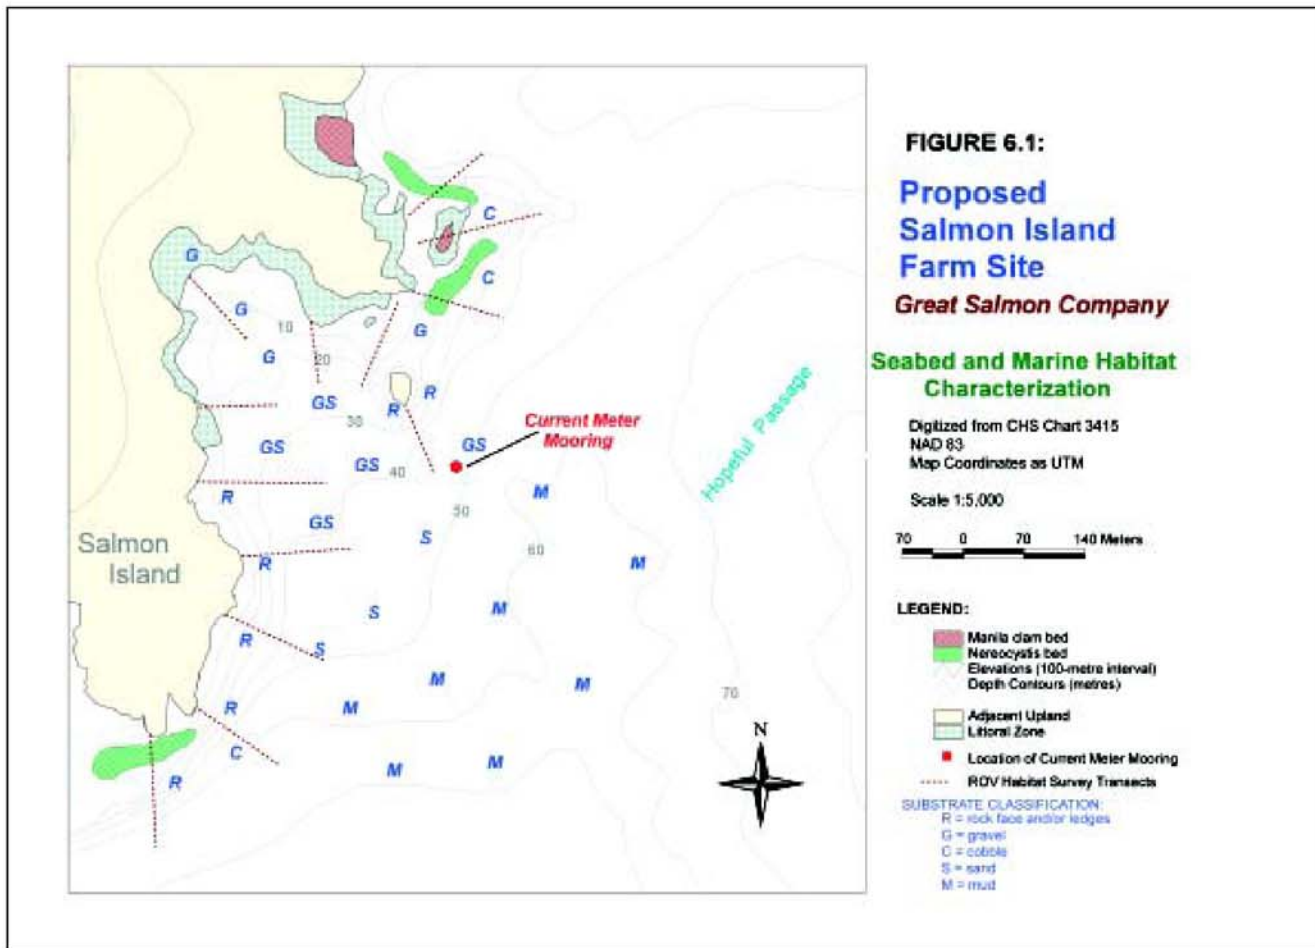 FIGURE 6.1:
Proposed
Salmon Island
Farm Site
Great Salmon Company
Seabed and Marine Habitat
Characterization
Digitized from CHS Chart 3415
NAD 83
Map Coordinates as UTM
Scale 1:5,000
70 0 70 140 Meters
LEGEND:
Manila clam bed
Nereocystis bed
Elevations (100-metre interval)
Depth Contours (metres)
Adjacent Upland
Littoral Zone
Location of Current Meter Mooring
ROV Habitat Survey Transects
SUBSTRATE CLASSIFICATION:
R = rock face and/or ledges
G = gravel
C = cobble
S = sand
M = mud
C
G
C
G
10
G
G
20
R
GS
R
30
Current Meter
Mooring
Hopeful Passage
GS
GS
GS
40
R
M
50
GS
S
60
Salmon
Island
R
M
S
M
R
S
M
M
70
R
M
N
C
M
M
R